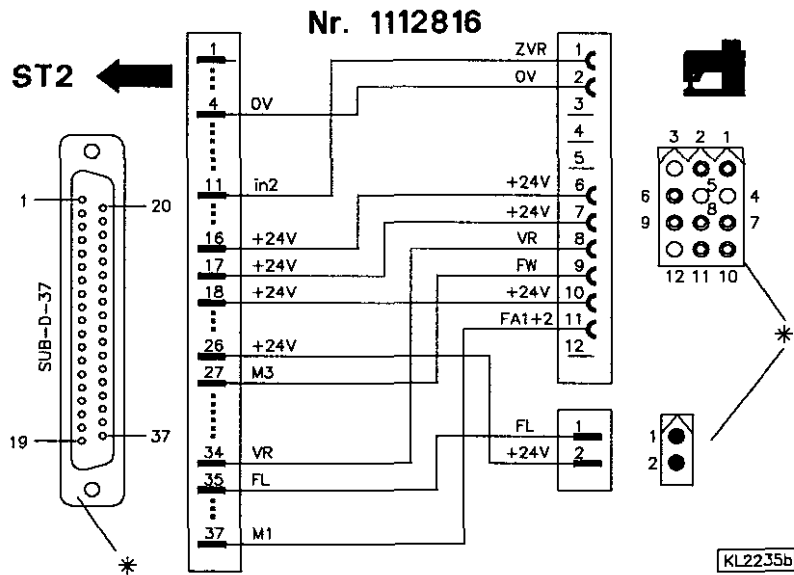 Nr. 1112816
ST2
1
4 0V
11 in2
16 +24V
17 +24V
18 +24V
26 +24V
27 M3
34 VR
35 FL
37 M1
ZVR 1
0V 2
3
4
5
+24V 6
+24V 7
VR 8
FW 9
+24V 10
FA1+2 11
12
FL 1
+24V 2
1
20
SUB-D-37
19
37
3 2 1
6 5 4
9 8 7
12 11 10
*
1
2
*
KL2235b